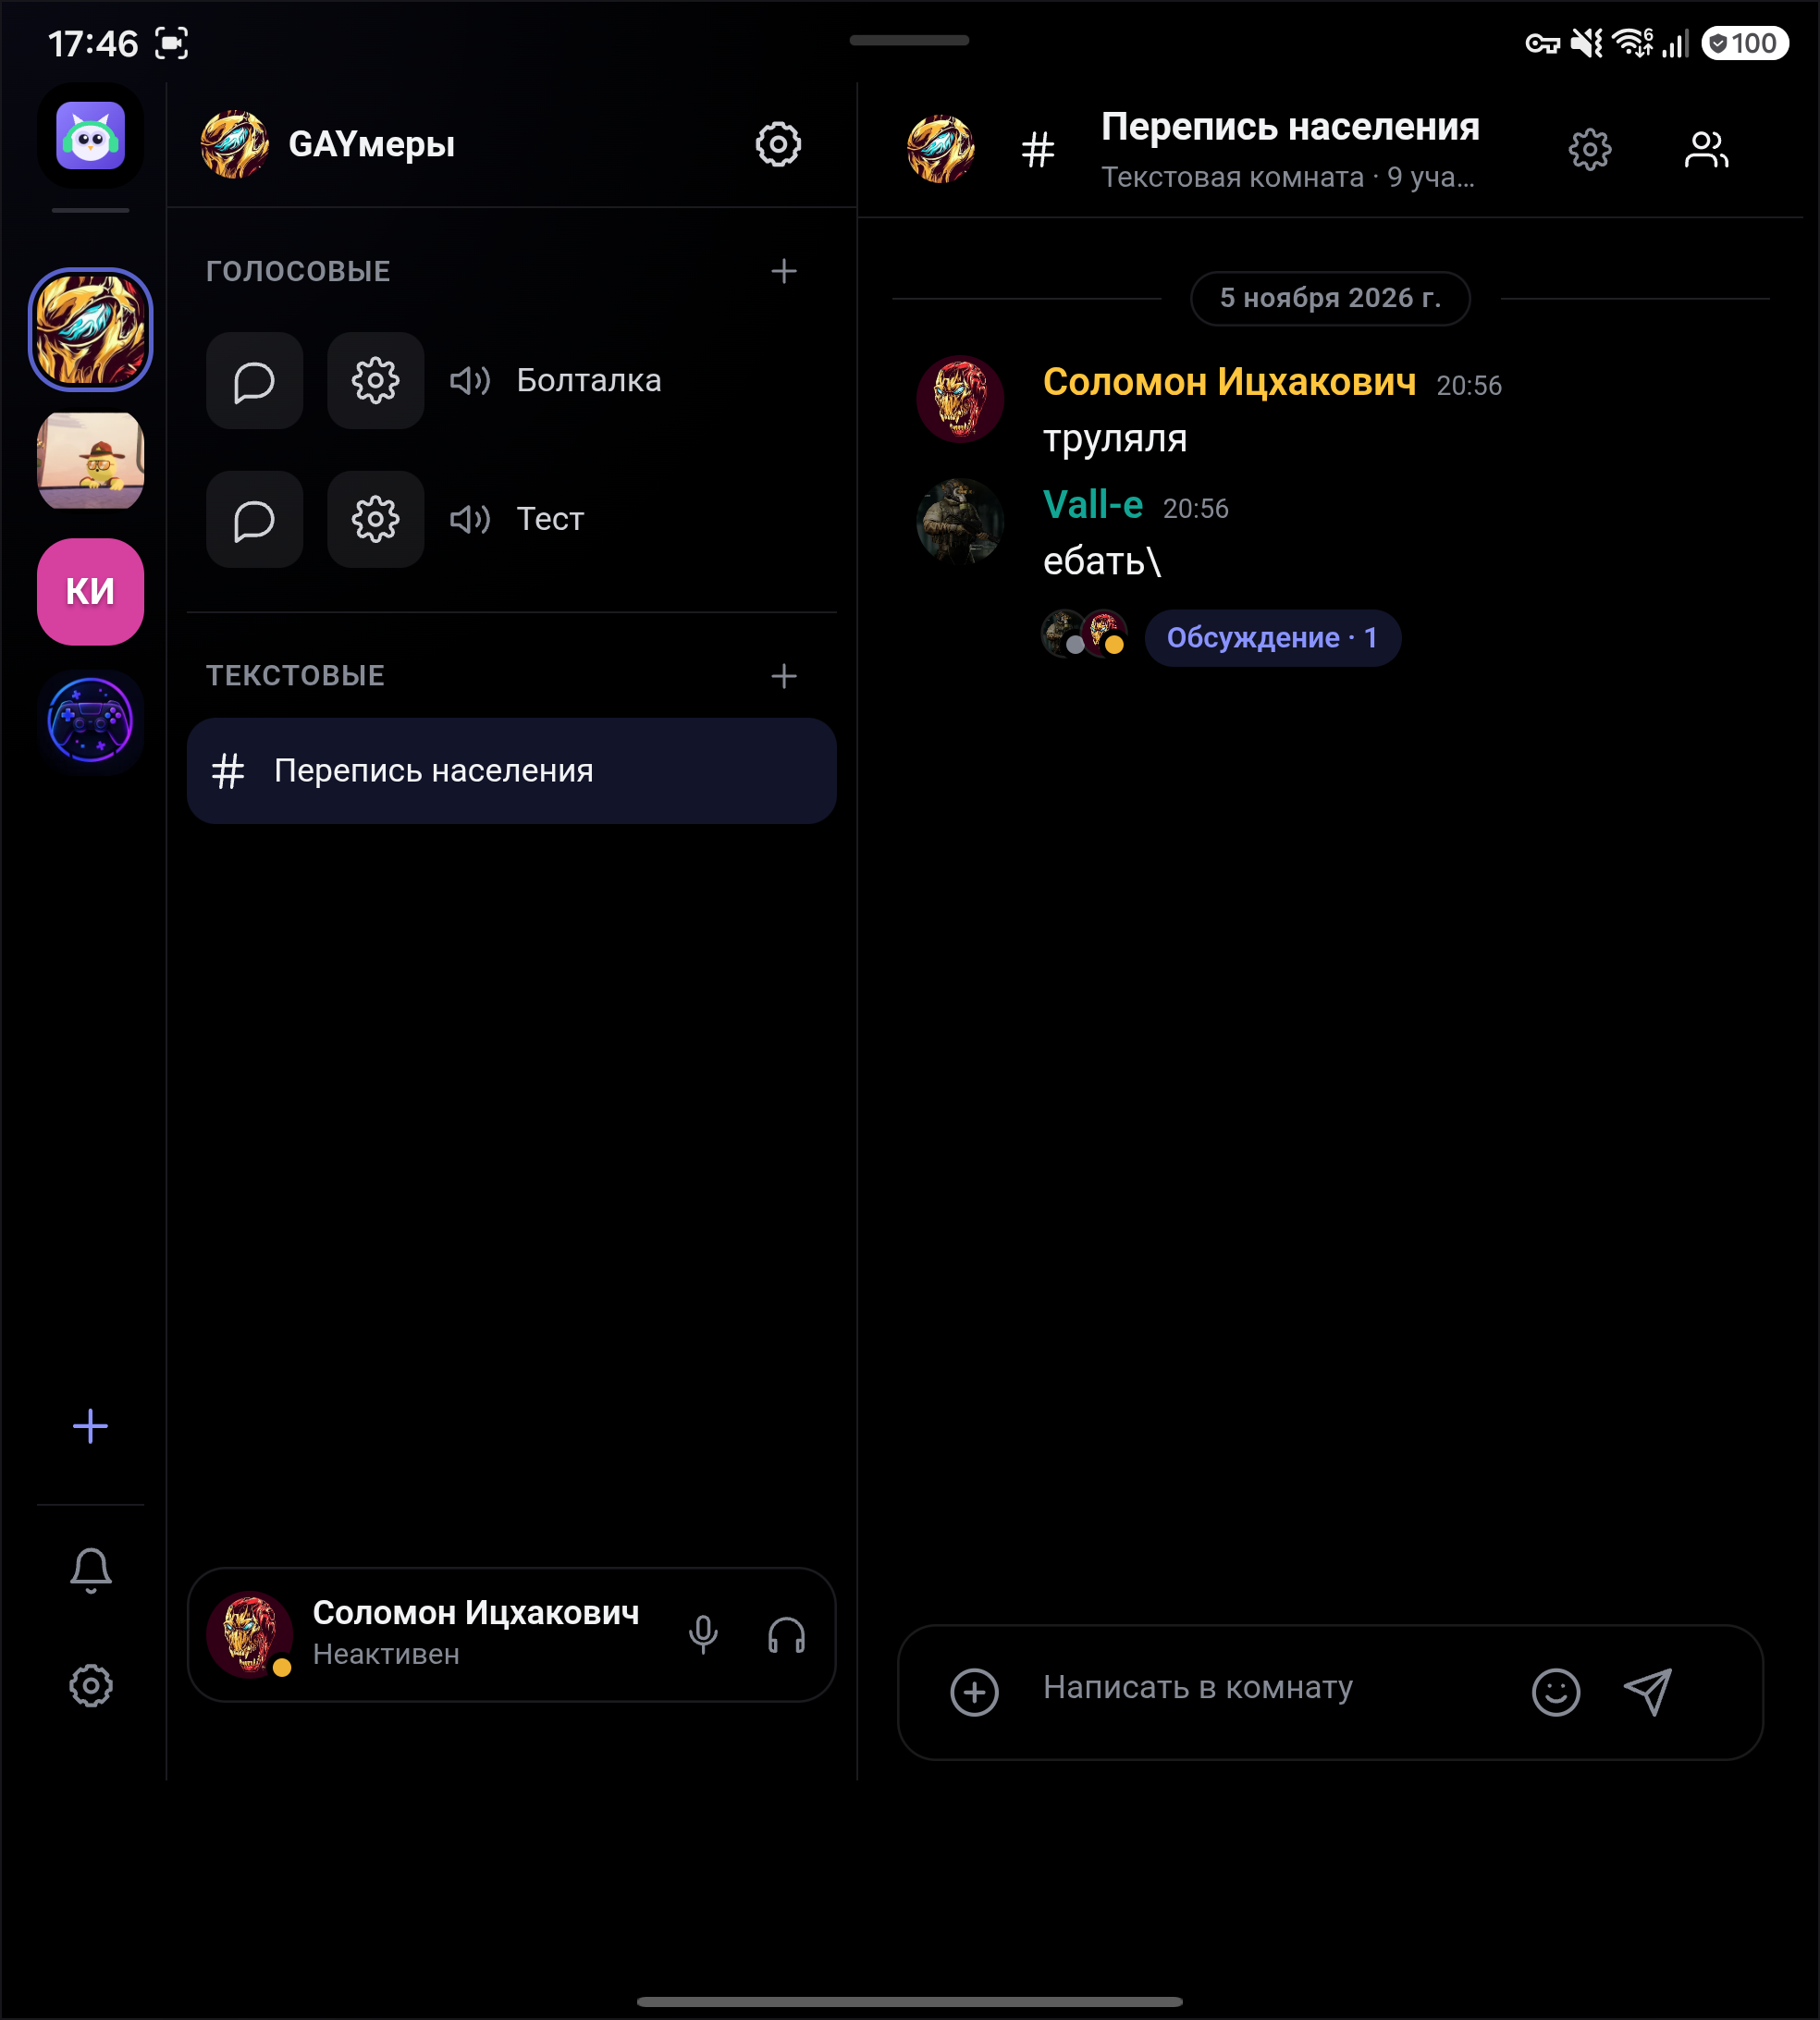 17:46
6
100
GAYмеры
ГОЛОСОВЫЕ
Болталка
Тест
ТЕКСТОВЫЕ
# Перепись населения
КИ
Соломон Ицхакович
Неактивен
# Перепись населения
Текстовая комната · 9 уча...
5 ноября 2026 г.
Соломон Ицхакович 20:56
труляля
Vall-e 20:56
ебать\
Обсуждение · 1
Написать в комнату